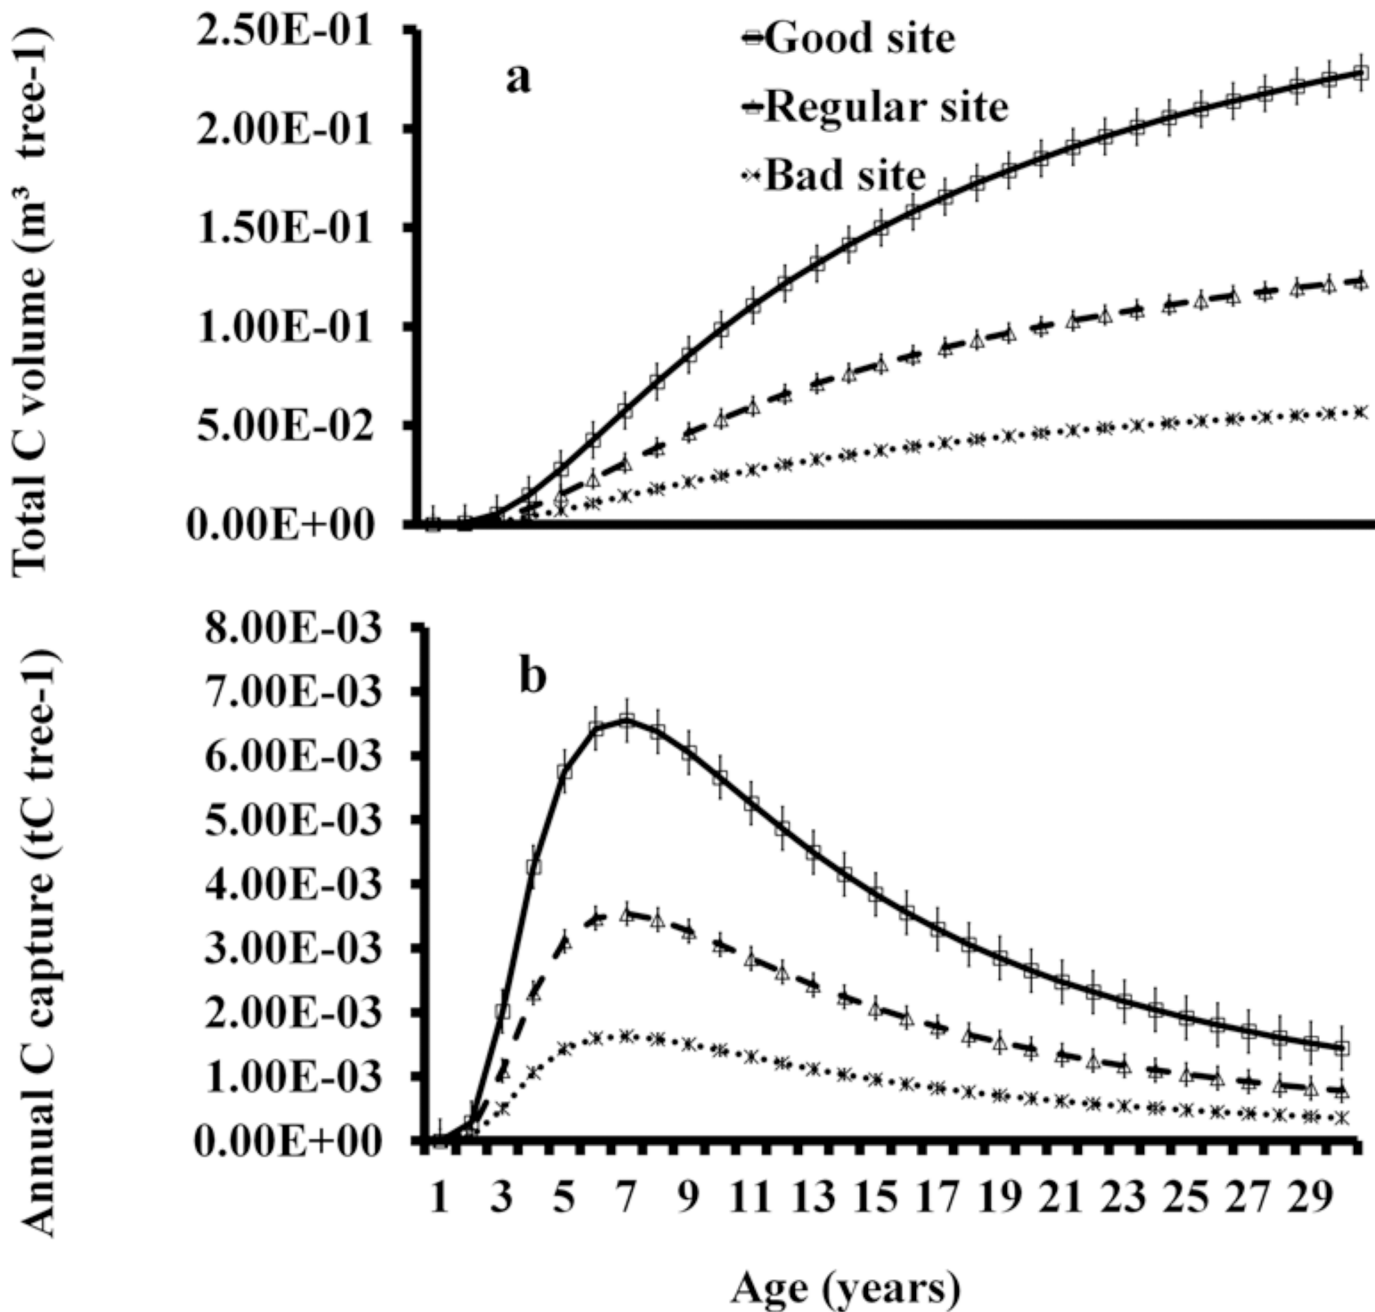 Total C volume (m³ tree-1)
2.50E-01
2.00E-01
1.50E-01
1.00E-01
5.00E-02
0.00E+00
a
Good site
Regular site
Bad site
Annual C capture (tC tree-1)
8.00E-03
7.00E-03
6.00E-03
5.00E-03
4.00E-03
3.00E-03
2.00E-03
1.00E-03
0.00E+00
b
1 3 5 7 9 11 13 15 17 19 21 23 25 27 29
Age (years)